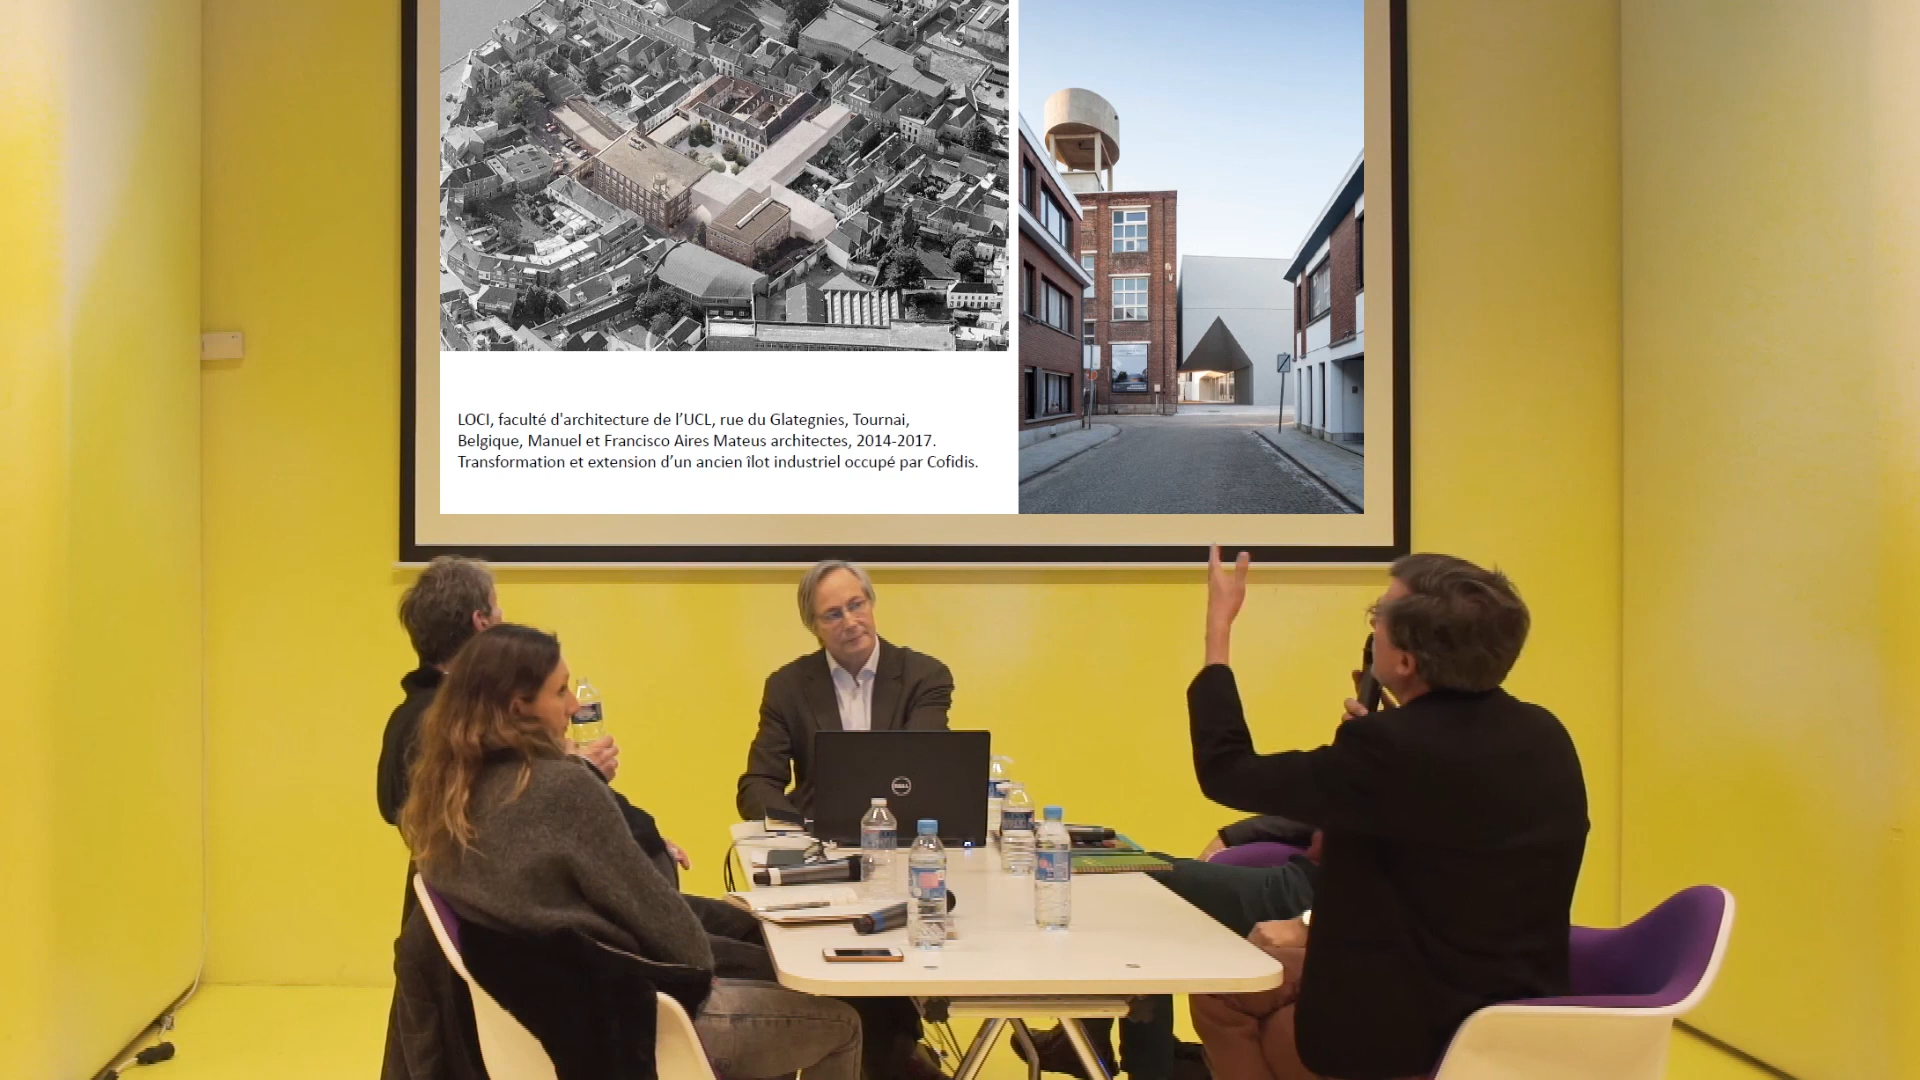 LOCI, faculté d'architecture de l’UCL, rue du Glategnies, Tournai,
Belgique, Manuel et Francisco Aires Mateus architectes, 2014-2017.
Transformation et extension d’un ancien îlot industriel occupé par Cofidis.
DELL